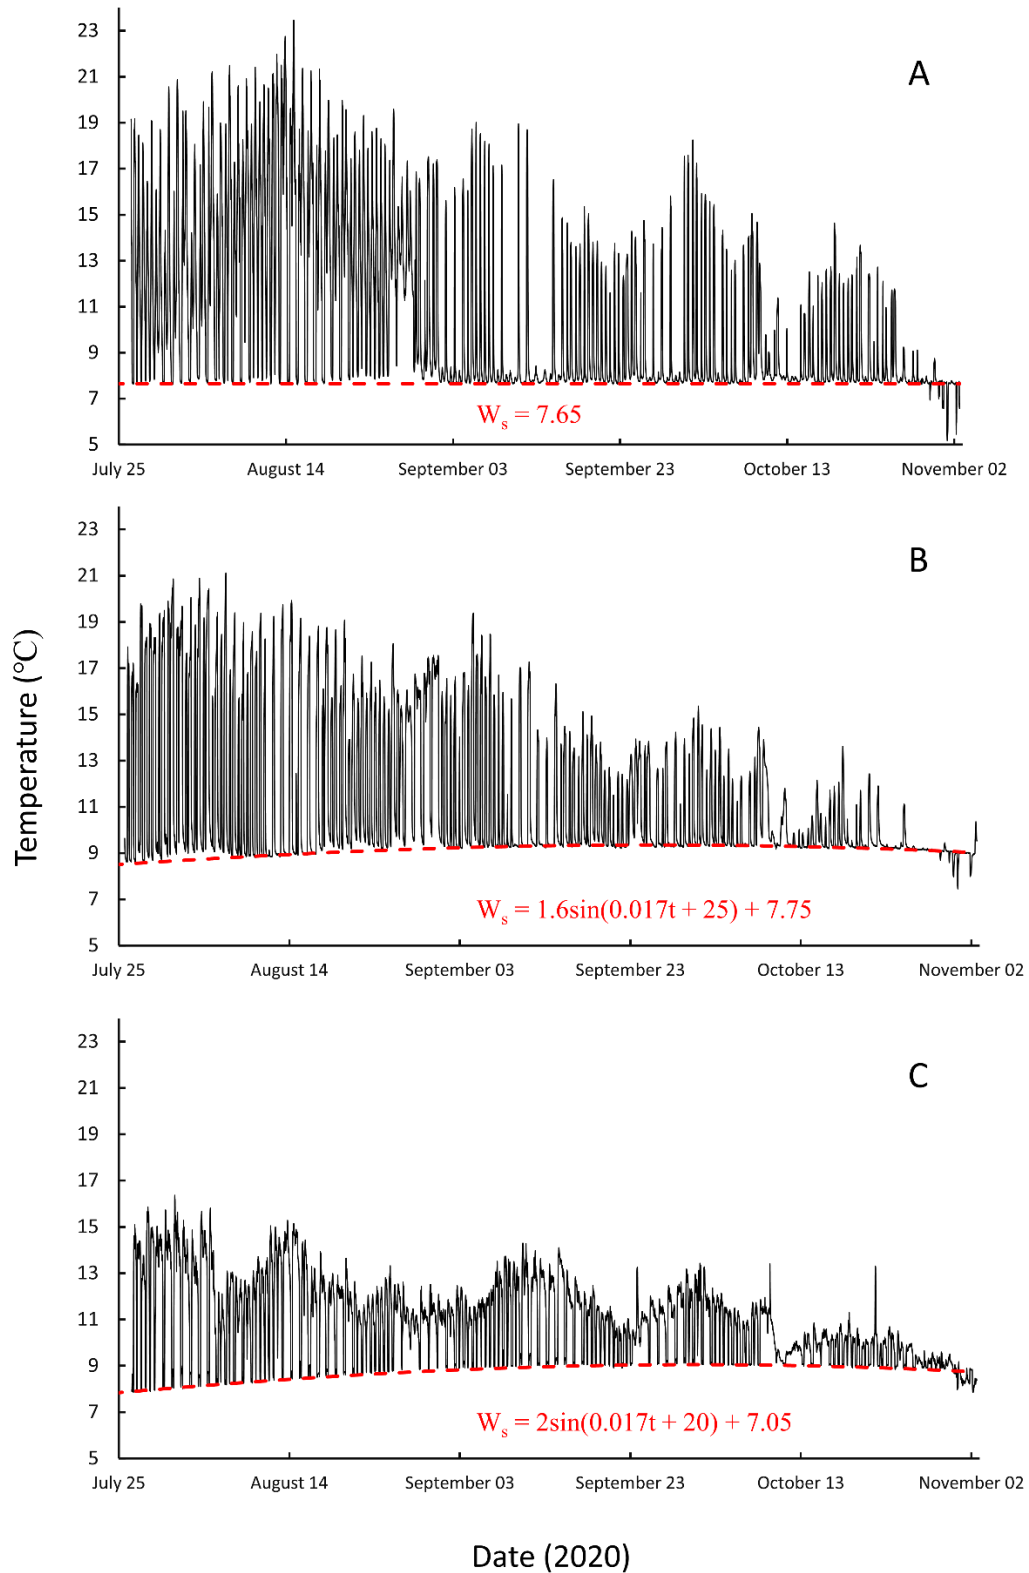 23
A
21
19
17
15
13
11
9
7
W_s = 7.65
5
July 25 August 14 September 03 September 23 October 13 November 02
23
B
21
19
17
15
13
11
9
7
W_s = 1.6sin(0.017t + 25) + 7.75
5
July 25 August 14 September 03 September 23 October 13 November 02
Temperature (°C)
23
C
21
19
17
15
13
11
9
7
W_s = 2sin(0.017t + 20) + 7.05
5
July 25 August 14 September 03 September 23 October 13 November 02
Date (2020)